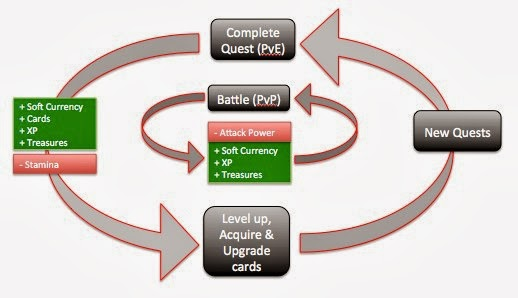 Complete
Quest (PvE)
+ Soft Currency
+ Cards
+ XP
+ Treasures
- Stamina
Battle (PvP)
- Attack Power
+ Soft Currency
+ XP
+ Treasures
New Quests
Level up,
Acquire &
Upgrade
cards